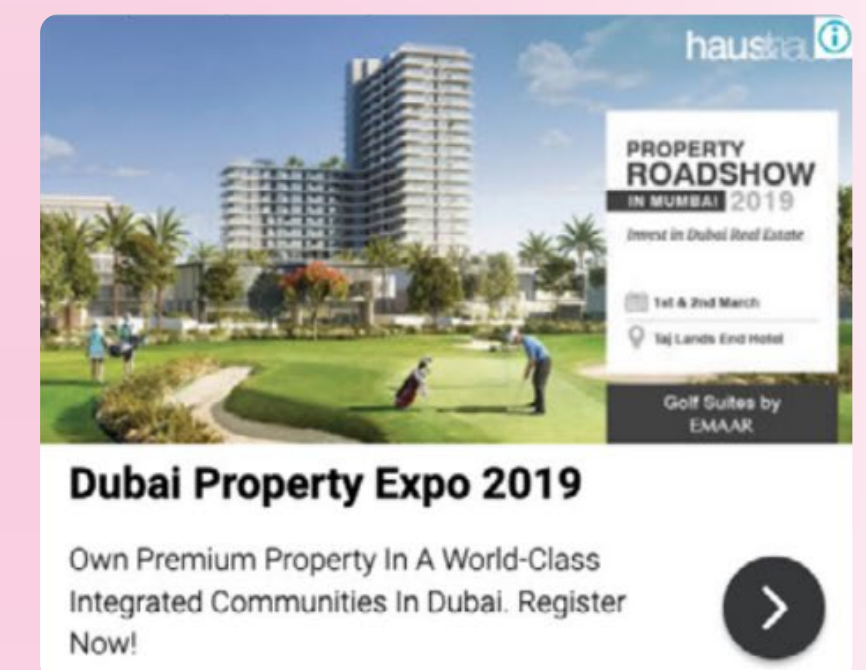 haus
PROPERTY
ROADSHOW
IN MUMBAI 2019
Invest in Dubai Real Estate
1st & 2nd March
Taj Lands End Hotel
Golf Suites by
EMAAR
Dubai Property Expo 2019
Own Premium Property In A World-Class
Integrated Communities In Dubai. Register
Now!